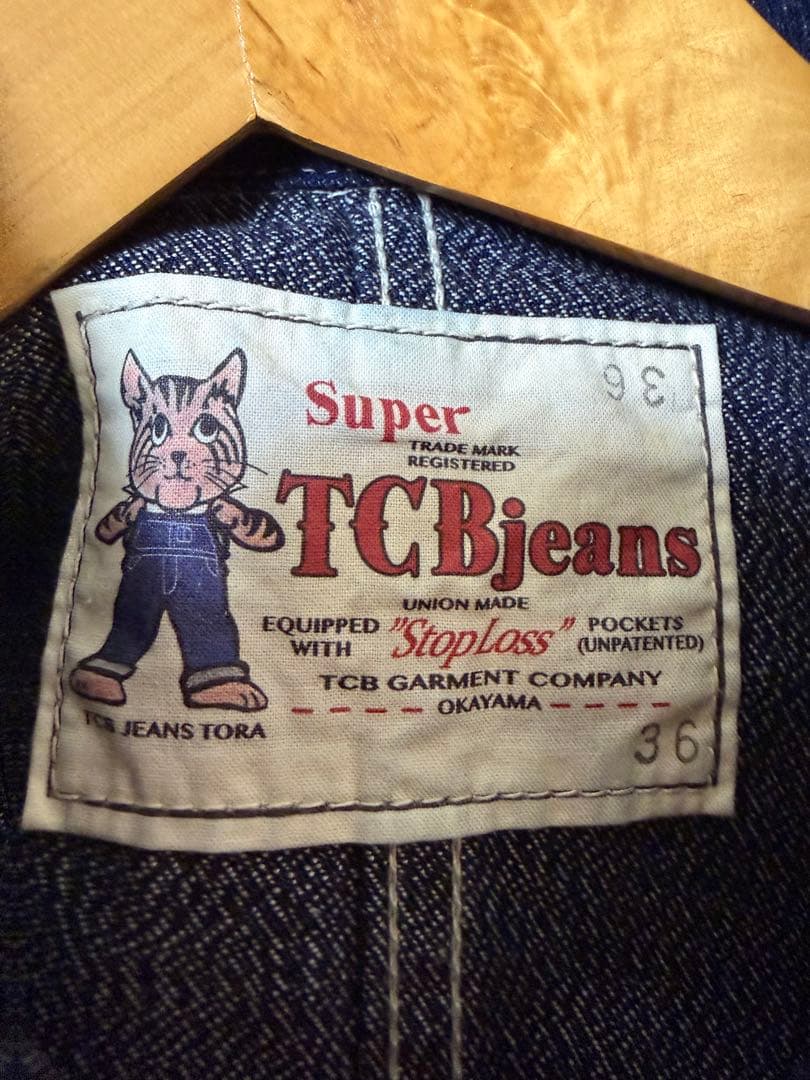 36
Super
TRADE MARK
REGISTERED
TCBjeans
UNION MADE
EQUIPPED WITH "StopLoss" POCKETS (UNPATENTED)
TCB GARMENT COMPANY
- - - - OKAYAMA - - - -
TCB JEANS TORA
36